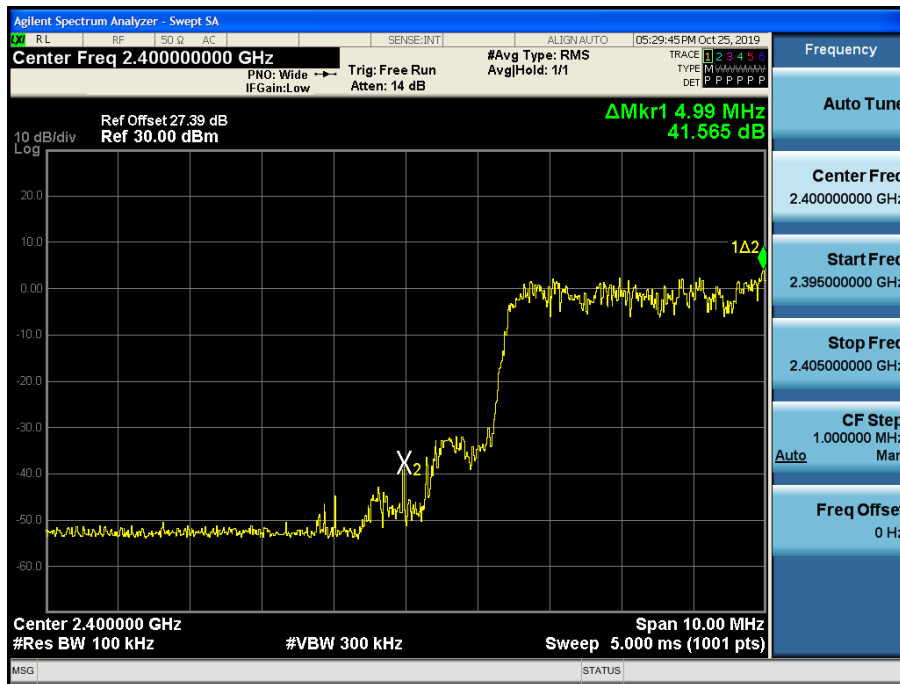 Agilent Spectrum Analyzer - Swept SA
LXI RL RF 50 Ω AC SENSE:INT ALIGN AUTO 05:29:45 PM Oct 25, 2019
Center Freq 2.400000000 GHz
PNO: Wide
IFGain:Low
Trig: Free Run
Atten: 14 dB
#Avg Type: RMS
Avg|Hold: 1/1
TRACE 1 2 3 4 5 6
TYPE M WWWWW
DET P P P P P P
ΔMkr1 4.99 MHz
41.565 dB
Ref Offset 27.39 dB
10 dB/div Ref 30.00 dBm
Log
20.0
10.0
0.00
-10.0
-20.0
-30.0
-40.0
-50.0
-60.0
1Δ2
X2
Center 2.400000 GHz Span 10.00 MHz
#Res BW 100 kHz #VBW 300 kHz Sweep 5.000 ms (1001 pts)
MSG STATUS
Frequency
Auto Tune
Center Freq
2.400000000 GHz
Start Freq
2.395000000 GHz
Stop Freq
2.405000000 GHz
CF Step
1.000000 MHz
Auto Man
Freq Offset
0 Hz